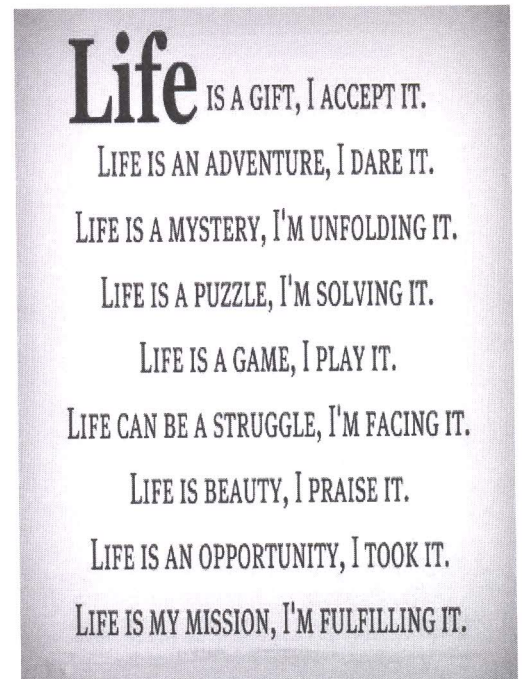 Life IS A GIFT, I ACCEPT IT.
LIFE IS AN ADVENTURE, I DARE IT.
LIFE IS A MYSTERY, I'M UNFOLDING IT.
LIFE IS A PUZZLE, I'M SOLVING IT.
LIFE IS A GAME, I PLAY IT.
LIFE CAN BE A STRUGGLE, I'M FACING IT.
LIFE IS BEAUTY, I PRAISE IT.
LIFE IS AN OPPORTUNITY, I TOOK IT.
LIFE IS MY MISSION, I'M FULFILLING IT.